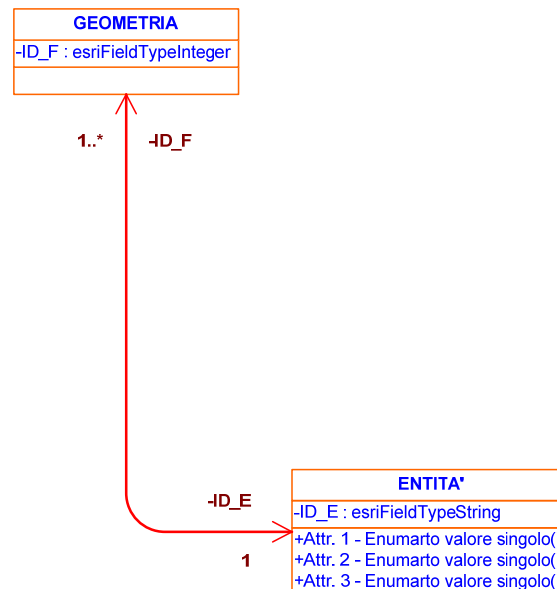 GEOMETRIA
-ID_F : esriFieldTypeInteger
1..*
-ID_F
-ID_E
1
ENTITA'
-ID_E : esriFieldTypeString
+Attr. 1 - Enumarto valore singolo(
+Attr. 2 - Enumarto valore singolo(
+Attr. 3 - Enumarto valore singolo(